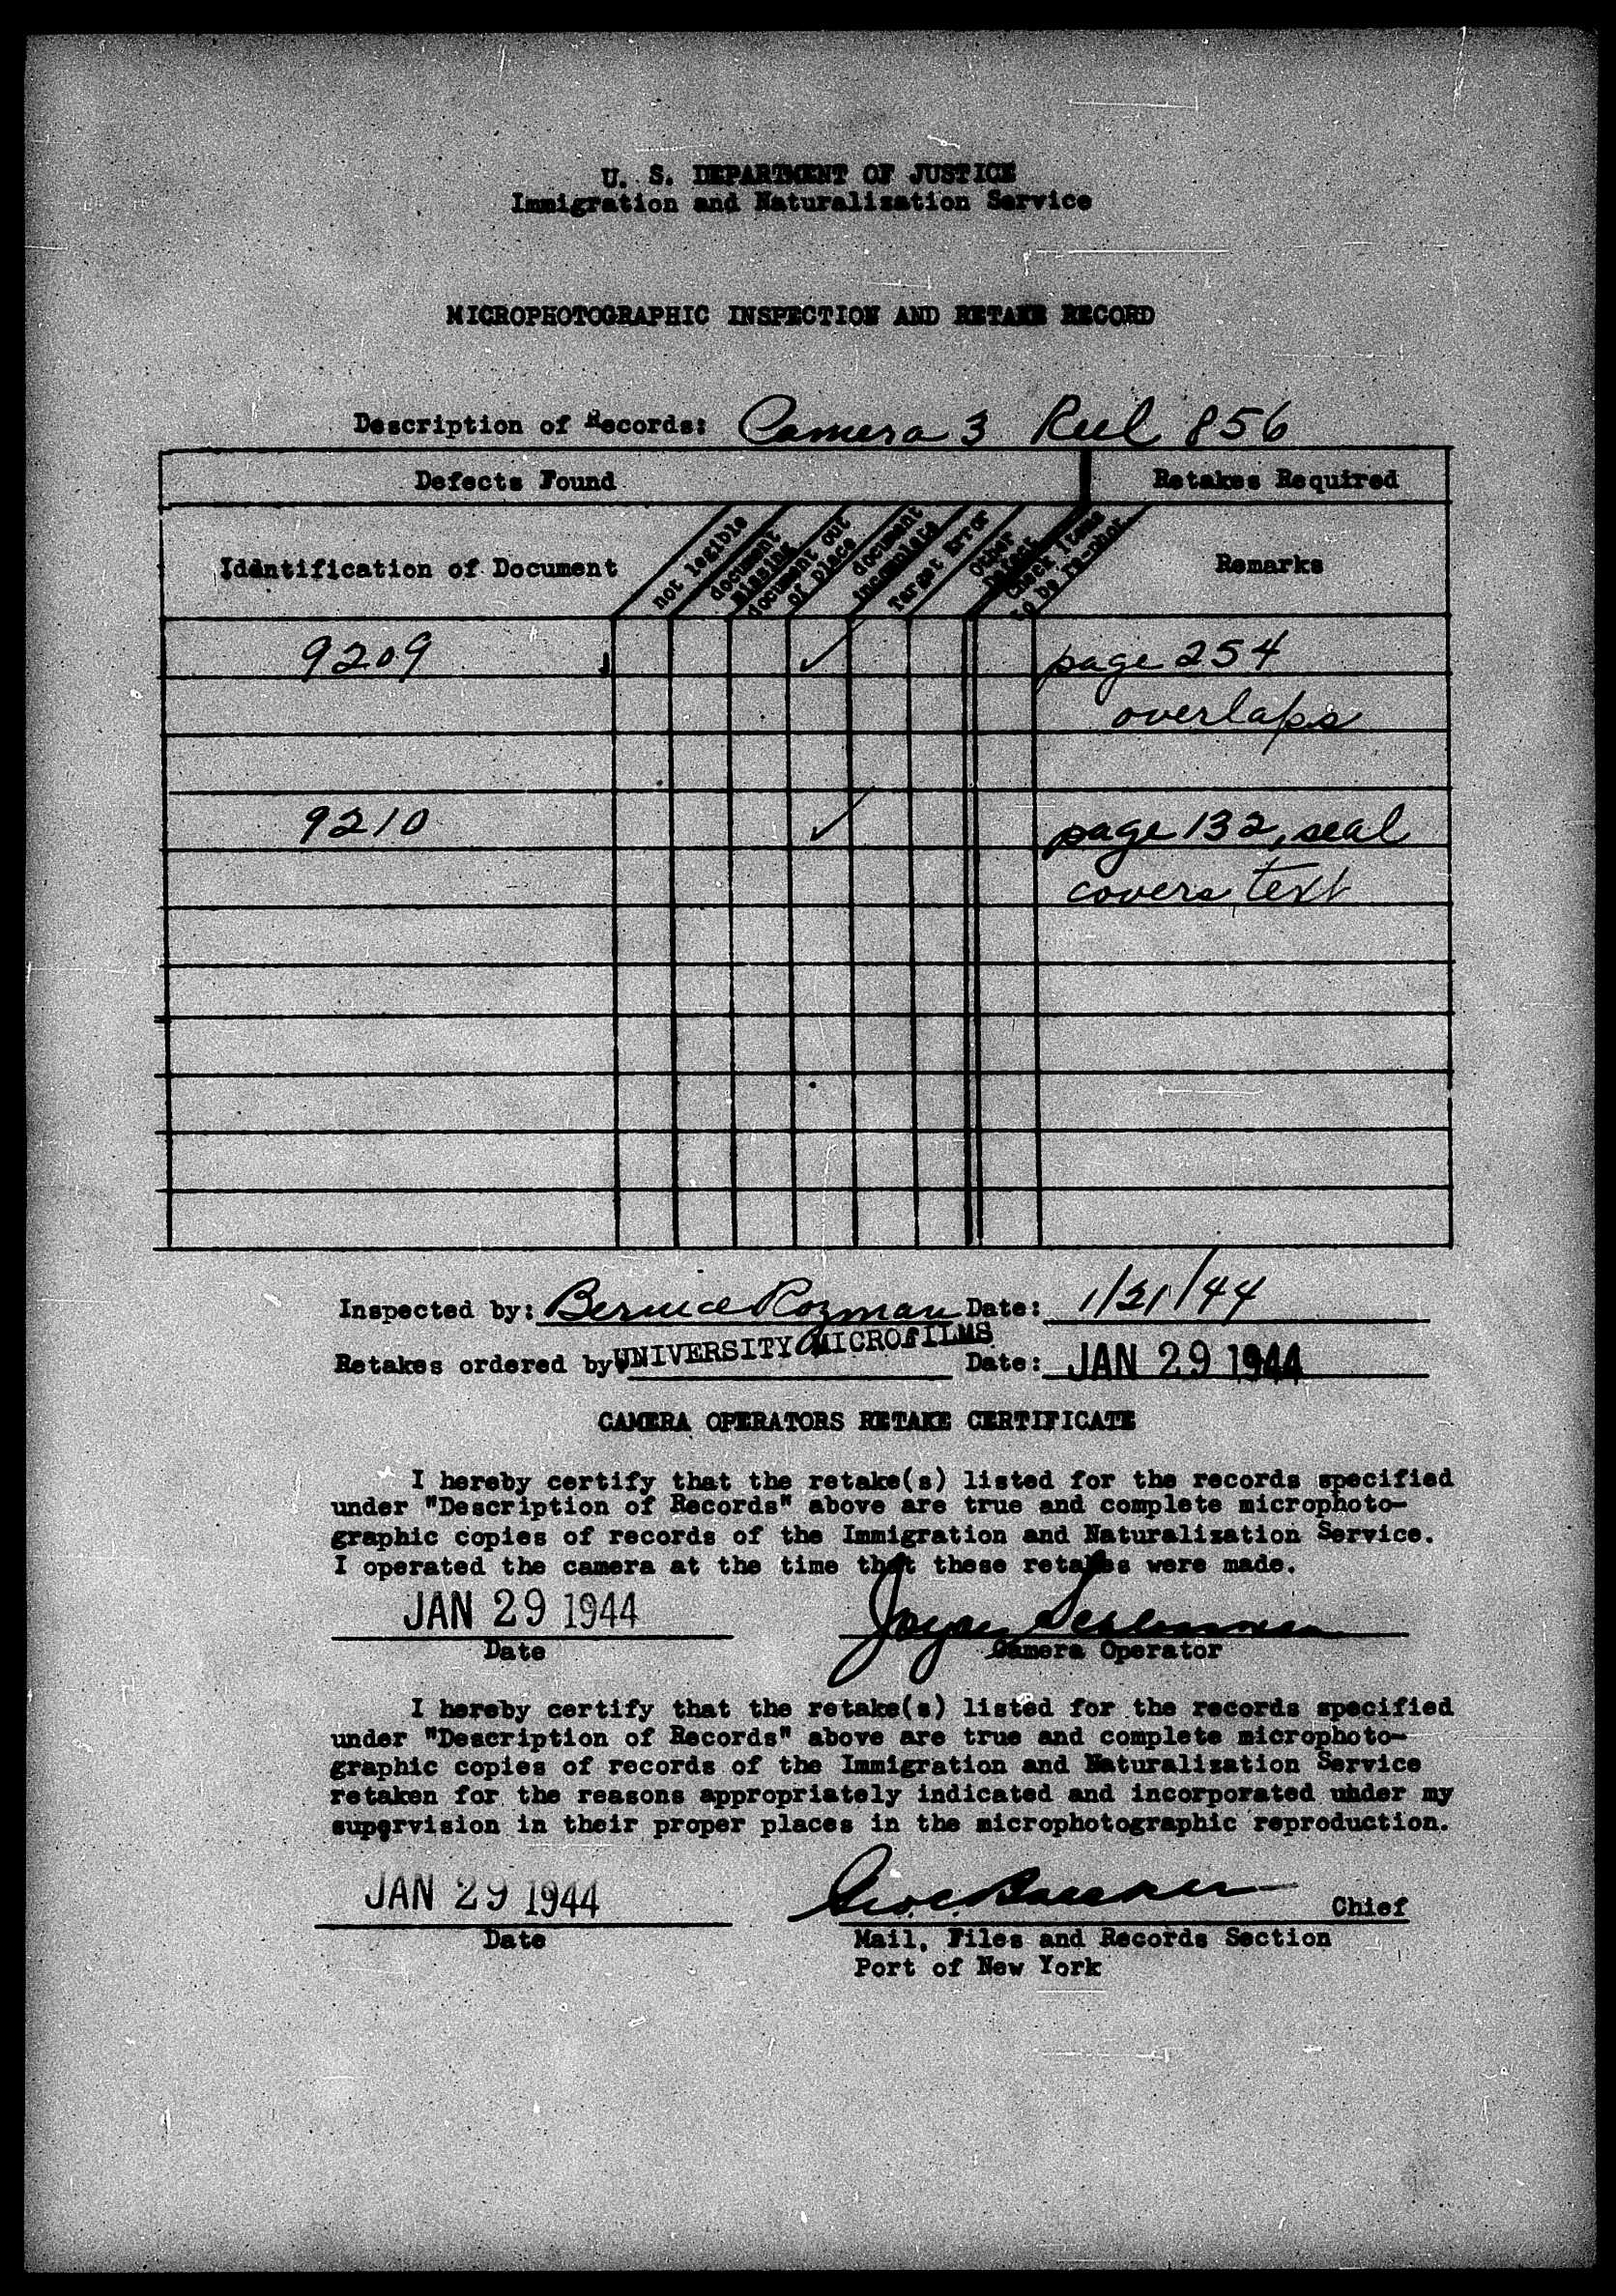 U. S. DEPARTMENT OF JUSTICE
Immigration and Naturalization Service
MICROPHOTOGRAPHIC INSPECTION AND RETAKE RECORD
Description of Records: Camera 3 Reel 856
Defects Found
Retakes Required
Identification of Document
not legible
document missing
document out of place
document incomplete
Target Error
Other Defect
Check Items to be re-phot.
Remarks
9209 ✓ page 254
overlaps
9210 ✓ page 132, seal
covers text
Inspected by: Bernice Rozman Date: 1/21/44
Retakes ordered by: UNIVERSITY MICROFILMS Date: JAN 29 1944
CAMERA OPERATORS RETAKE CERTIFICATE
I hereby certify that the retake(s) listed for the records specified
under "Description of Records" above are true and complete microphoto-
graphic copies of records of the Immigration and Naturalization Service.
I operated the camera at the time that these retakes were made.
JAN 29 1944
Date
Camera Operator
I hereby certify that the retake(s) listed for the records specified
under "Description of Records" above are true and complete microphoto-
graphic copies of records of the Immigration and Naturalization Service
retaken for the reasons appropriately indicated and incorporated under my
supervision in their proper places in the microphotographic reproduction.
JAN 29 1944
Chief
Date
Mail, Files and Records Section
Port of New York